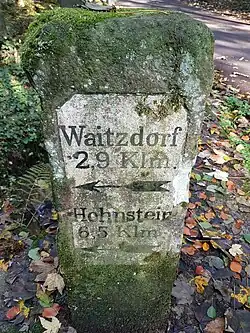 Waitzdorf
2,9 Klm.
Hohnstein
6,5 Klm.